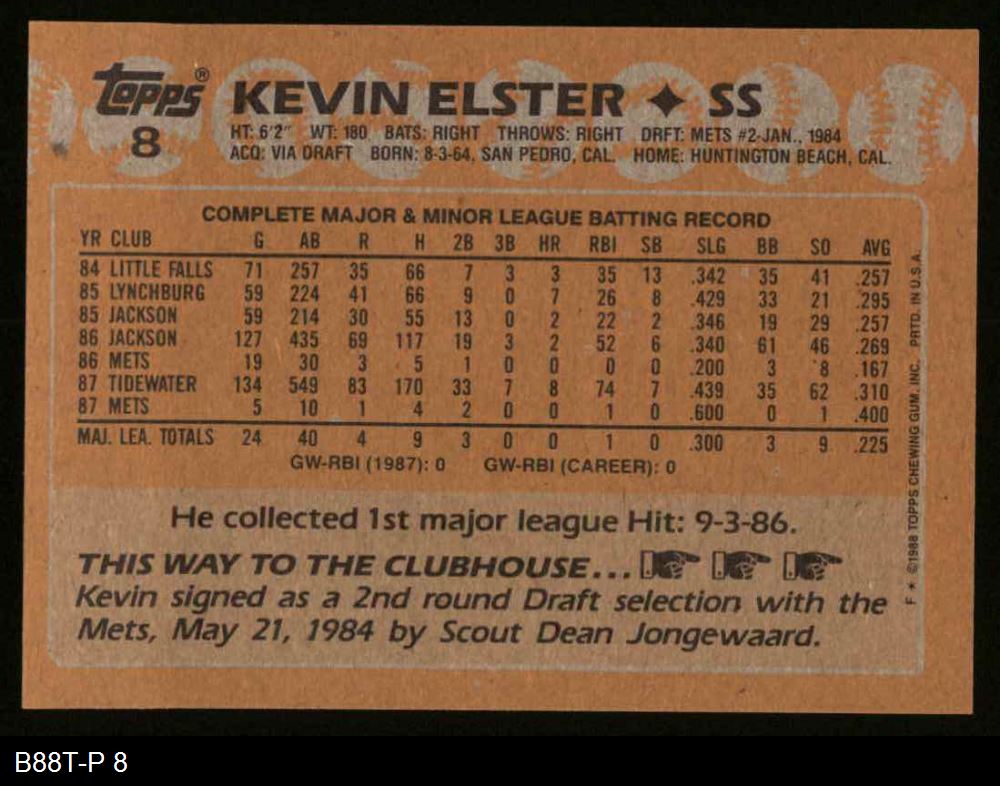 Topps® KEVIN ELSTER ✦ SS
8
HT: 6'2" WT: 180 BATS: RIGHT THROWS: RIGHT DRFT: METS #2-JAN., 1984
ACQ: VIA DRAFT BORN: 8-3-64, SAN PEDRO, CAL. HOME: HUNTINGTON BEACH, CAL.
COMPLETE MAJOR & MINOR LEAGUE BATTING RECORD
YR CLUB G AB R H 2B 3B HR RBI SB SLG BB SO AVG
84 LITTLE FALLS 71 257 35 66 7 3 3 35 13 .342 35 41 .257
85 LYNCHBURG 59 224 41 66 9 0 7 26 8 .429 33 21 .295
85 JACKSON 59 214 30 55 13 0 2 22 2 .346 19 29 .257
86 JACKSON 127 435 69 117 19 3 2 52 6 .340 61 46 .269
86 METS 19 30 3 5 1 0 0 0 0 .200 3 8 .167
87 TIDEWATER 134 549 83 170 33 7 8 74 7 .439 35 62 .310
87 METS 5 10 1 4 2 0 0 1 0 .600 0 1 .400
MAJ. LEA. TOTALS 24 40 4 9 3 0 0 1 0 .300 3 9 .225
GW-RBI (1987): 0 GW-RBI (CAREER): 0
He collected 1st major league Hit: 9-3-86.
THIS WAY TO THE CLUBHOUSE...
Kevin signed as a 2nd round Draft selection with the
Mets, May 21, 1984 by Scout Dean Jongewaard.
F * ©1988 TOPPS CHEWING GUM, INC. PRTD. IN U.S.A.
B88T-P 8